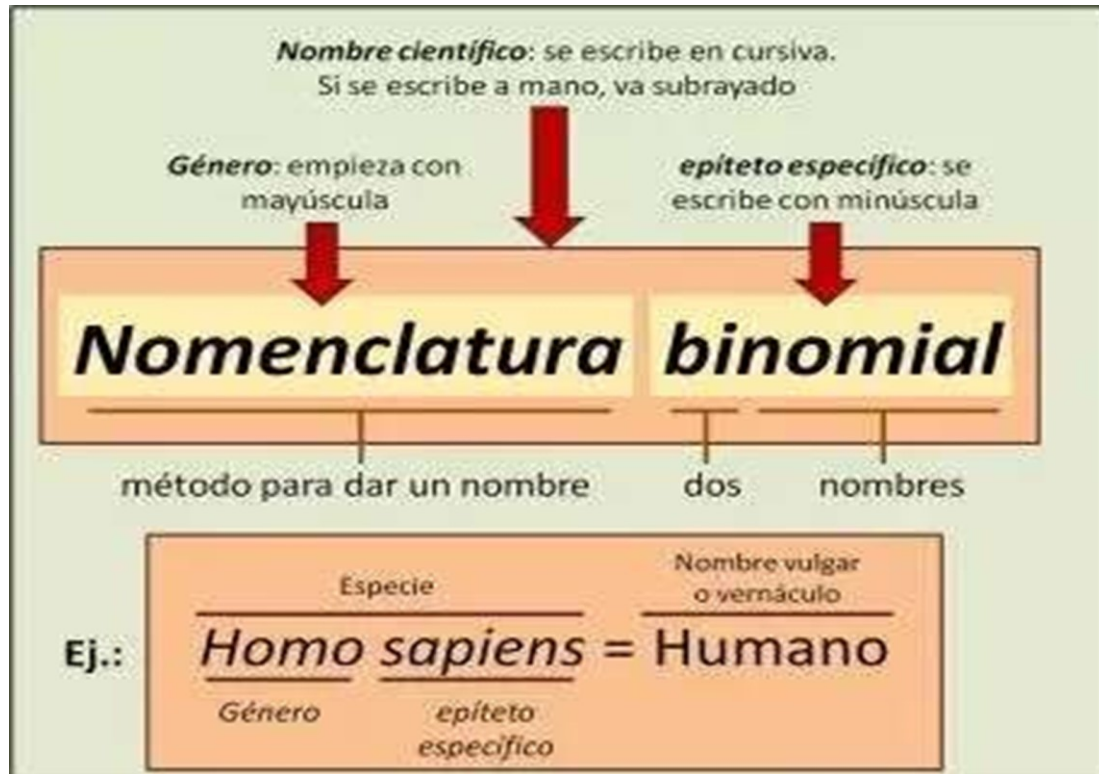 Nombre científico: se escribe en cursiva.
Si se escribe a mano, va subrayado
Género: empieza con
mayúscula
epíteto específico: se
escribe con minúscula
Nomenclatura binomial
método para dar un nombre dos nombres
Especie
Nombre vulgar
o vernáculo
Ej.: Homo sapiens = Humano
Género
epíteto
específico